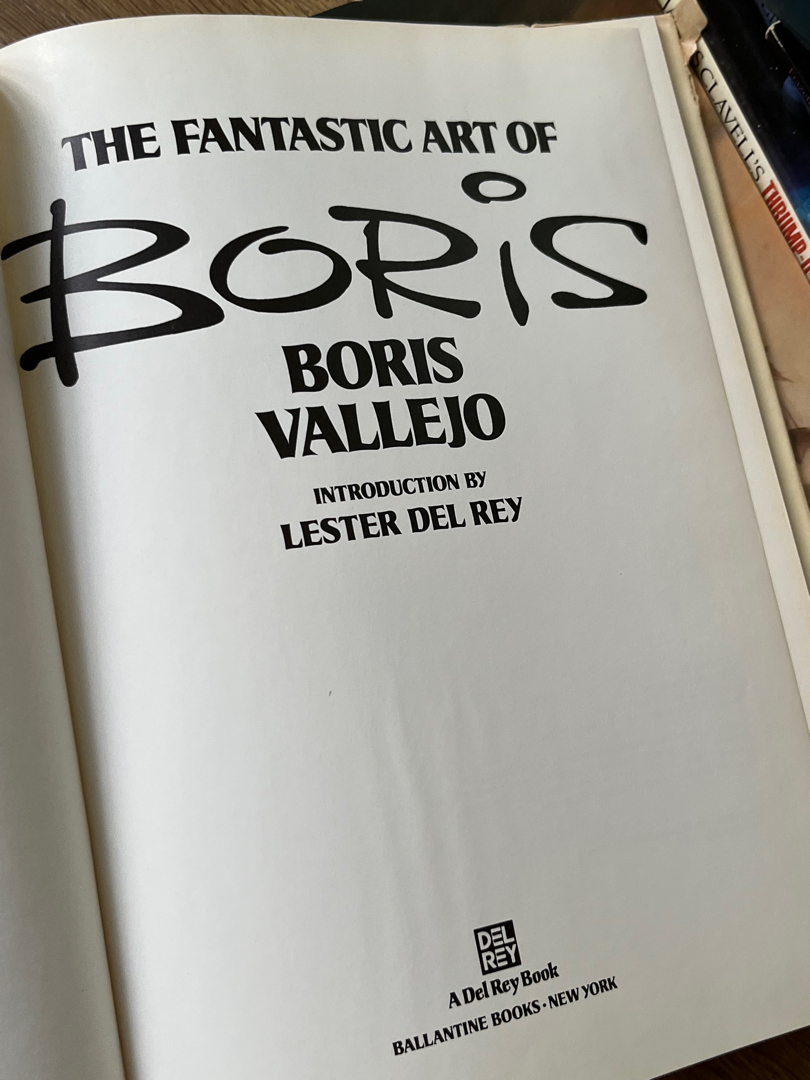 THE FANTASTIC ART OF
BORIS
BORIS
VALLEJO
INTRODUCTION BY
LESTER DEL REY
DEL
REY
A Del Rey Book
BALLANTINE BOOKS · NEW YORK
CLAVELL'S